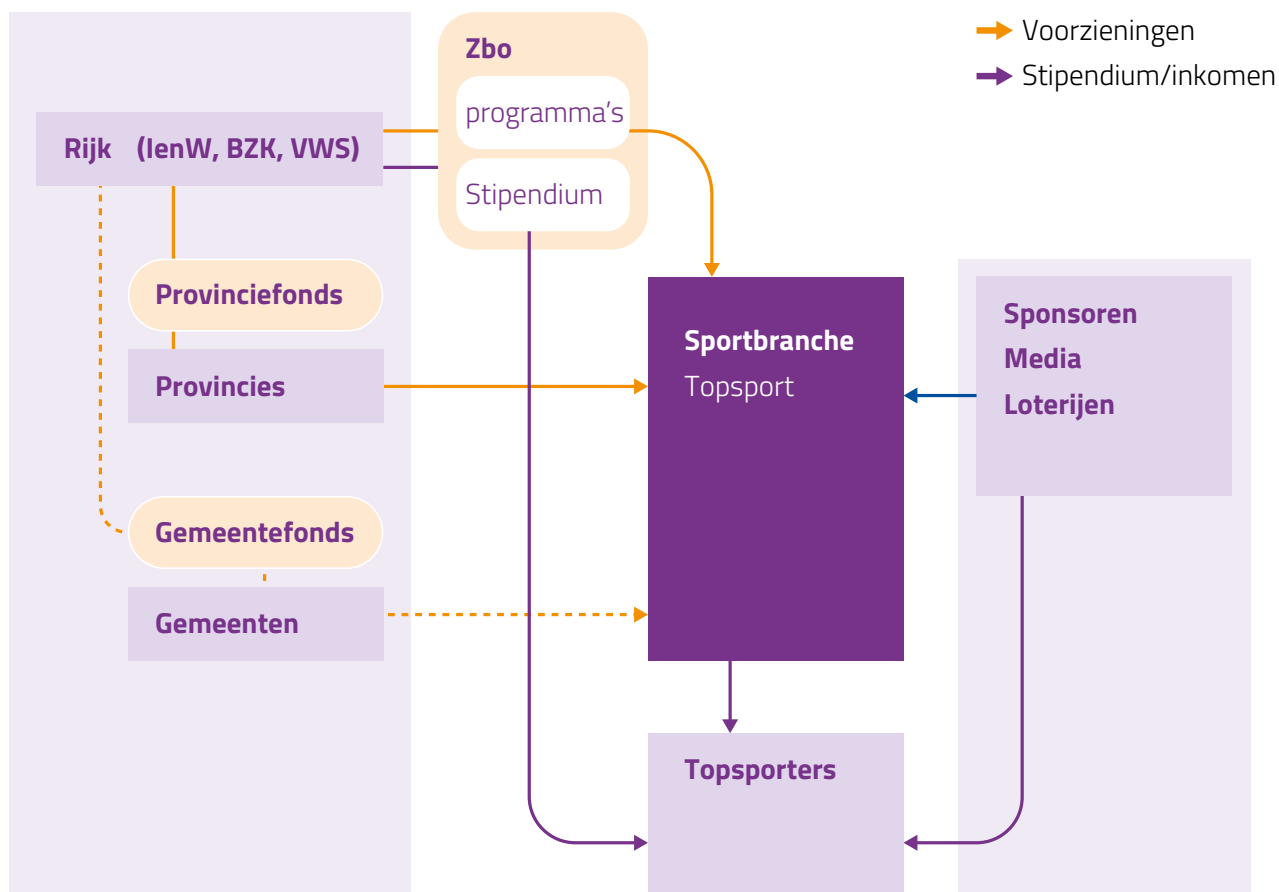 Zbo
programma's
Stipendium
Voorzieningen
Stipendium/inkomen
Rijk (IenW, BZK, VWS)
Provinciefonds
Provincies
Gemeentefonds
Gemeenten
Sportbranche
Topsport
Sponsoren
Media
Loterijen
Topsporters